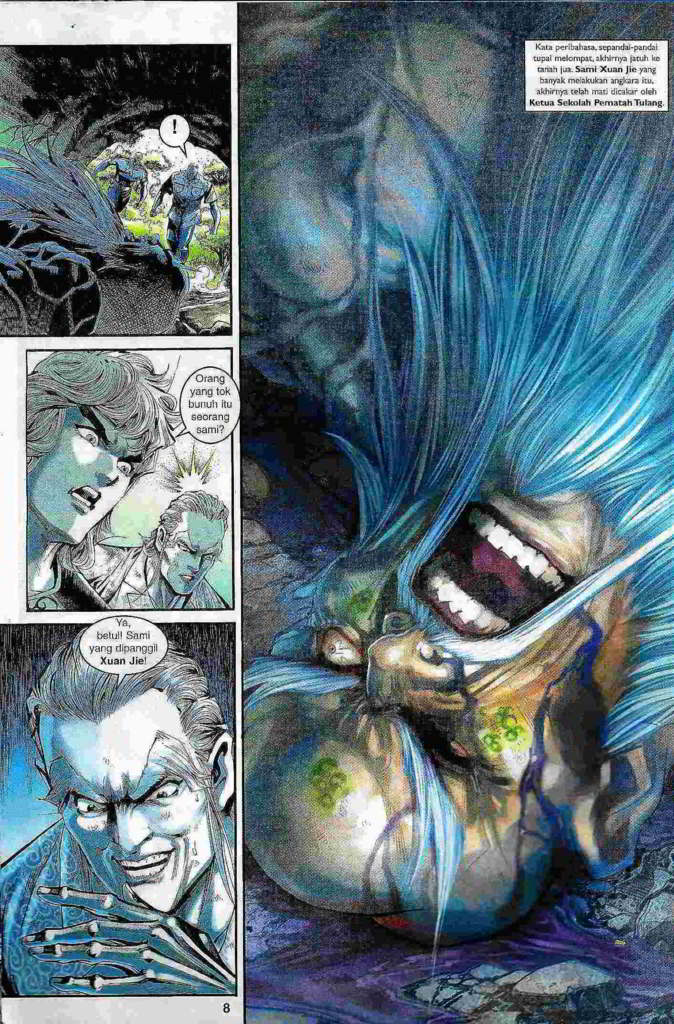 !
Orang
yang tok
bunuh itu
seorang
sami?
Ya,
betul! Sami
yang dipanggil
Xuan Jie!
8
Kata peribahasa, sepandai-pandai
tupai melompat, akhirnya jatuh ke
tanah jua. Sami Xuan Jie yang
banyak melakukan angkara itu,
akhirnya telah mati dicakar oleh
Ketua Sekolah Pematah Tulang.